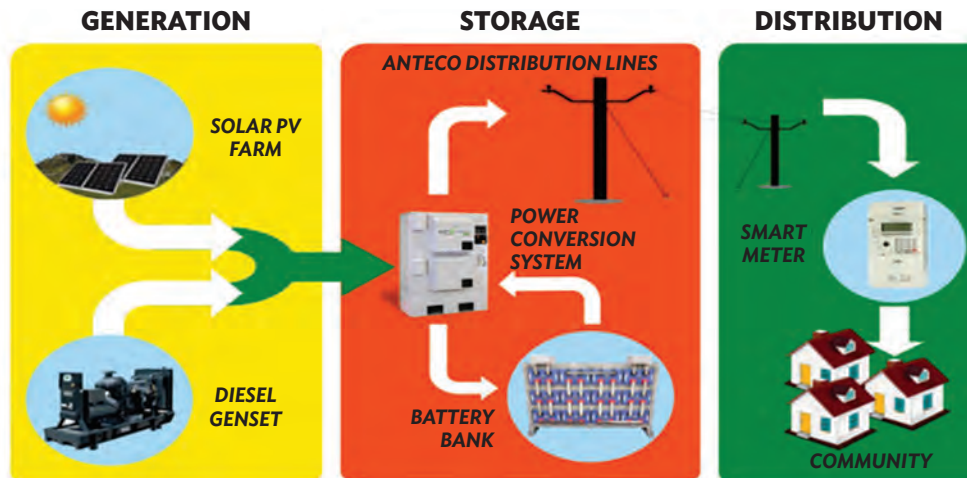 GENERATION
STORAGE
DISTRIBUTION
SOLAR PV
FARM
DIESEL
GENSET
ANTECO DISTRIBUTION LINES
POWER
CONVERSION
SYSTEM
BATTERY
BANK
SMART
METER
COMMUNITY